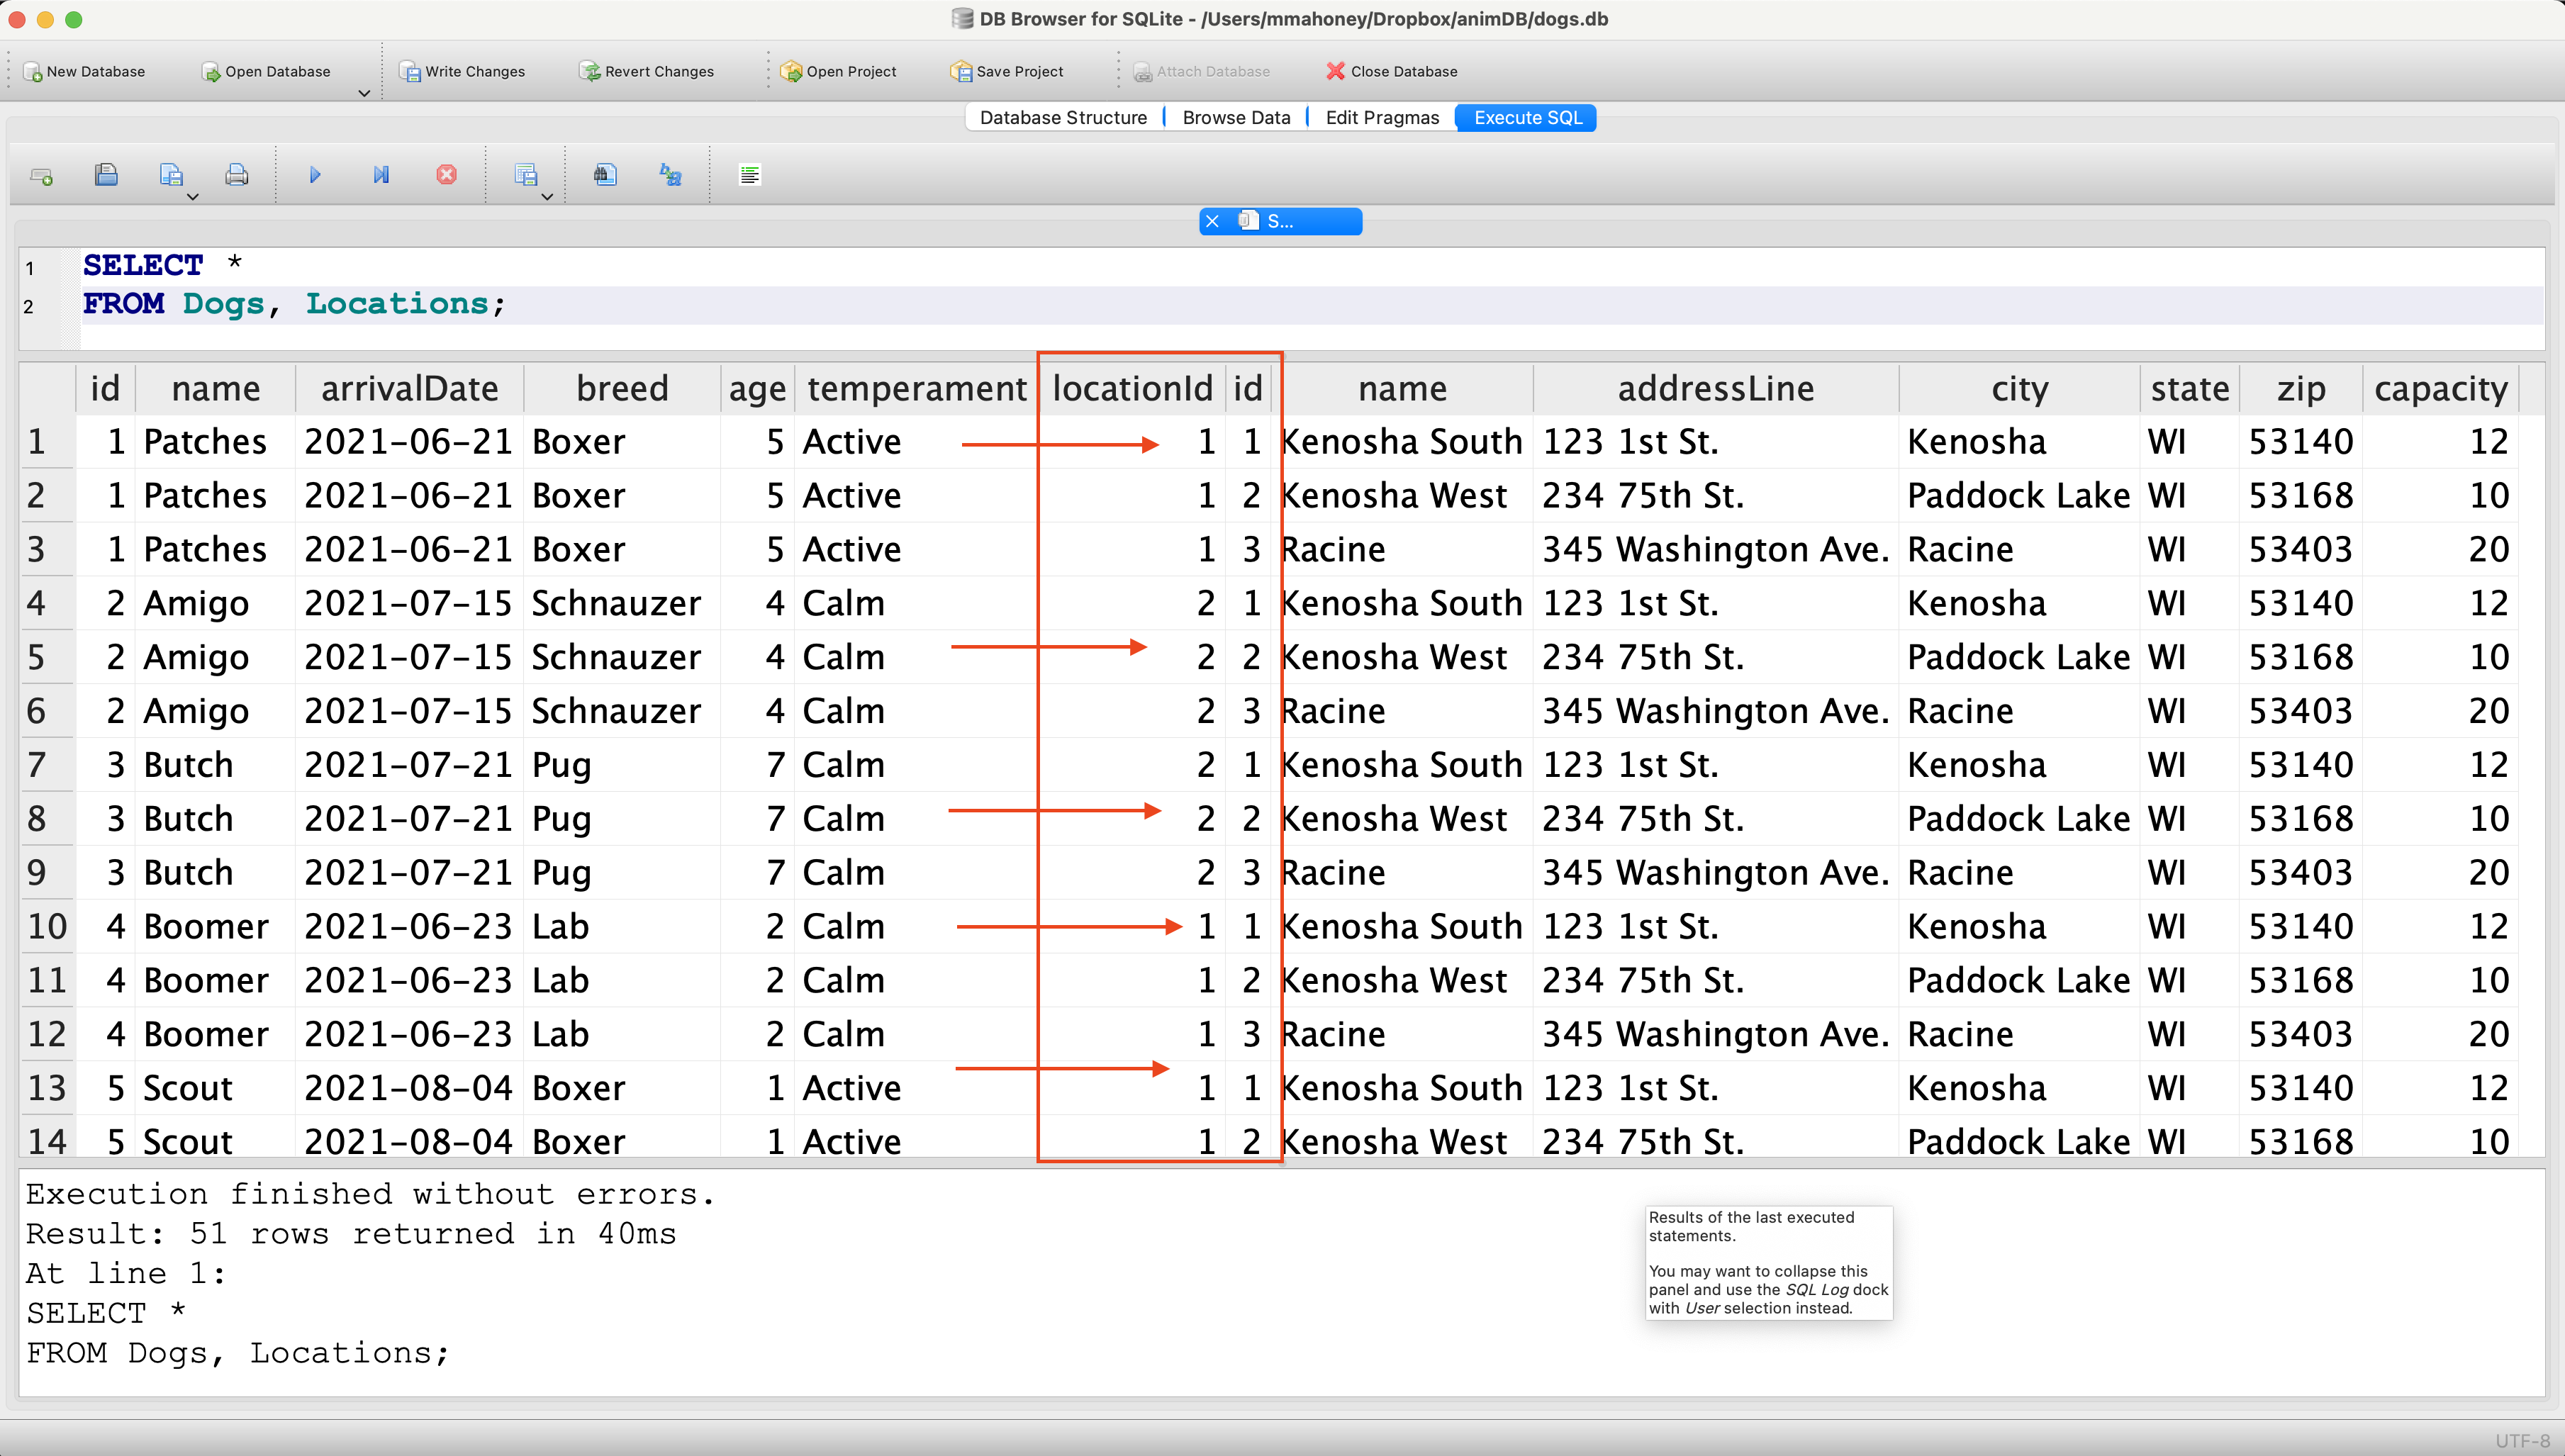 DB Browser for SQLite - /Users/mmahoney/Dropbox/animDB/dogs.db
New Database Open Database Write Changes Revert Changes Open Project Save Project Attach Database Close Database
Database Structure Browse Data Edit Pragmas Execute SQL
S...
1 SELECT *
2 FROM Dogs, Locations;
id name arrivalDate breed age temperament locationId id name addressLine city state zip capacity
1 1 Patches 2021-06-21 Boxer 5 Active 1 1 Kenosha South 123 1st St. Kenosha WI 53140 12
2 1 Patches 2021-06-21 Boxer 5 Active 1 2 Kenosha West 234 75th St. Paddock Lake WI 53168 10
3 1 Patches 2021-06-21 Boxer 5 Active 1 3 Racine 345 Washington Ave. Racine WI 53403 20
4 2 Amigo 2021-07-15 Schnauzer 4 Calm 2 1 Kenosha South 123 1st St. Kenosha WI 53140 12
5 2 Amigo 2021-07-15 Schnauzer 4 Calm 2 2 Kenosha West 234 75th St. Paddock Lake WI 53168 10
6 2 Amigo 2021-07-15 Schnauzer 4 Calm 2 3 Racine 345 Washington Ave. Racine WI 53403 20
7 3 Butch 2021-07-21 Pug 7 Calm 2 1 Kenosha South 123 1st St. Kenosha WI 53140 12
8 3 Butch 2021-07-21 Pug 7 Calm 2 2 Kenosha West 234 75th St. Paddock Lake WI 53168 10
9 3 Butch 2021-07-21 Pug 7 Calm 2 3 Racine 345 Washington Ave. Racine WI 53403 20
10 4 Boomer 2021-06-23 Lab 2 Calm 1 1 Kenosha South 123 1st St. Kenosha WI 53140 12
11 4 Boomer 2021-06-23 Lab 2 Calm 1 2 Kenosha West 234 75th St. Paddock Lake WI 53168 10
12 4 Boomer 2021-06-23 Lab 2 Calm 1 3 Racine 345 Washington Ave. Racine WI 53403 20
13 5 Scout 2021-08-04 Boxer 1 Active 1 1 Kenosha South 123 1st St. Kenosha WI 53140 12
14 5 Scout 2021-08-04 Boxer 1 Active 1 2 Kenosha West 234 75th St. Paddock Lake WI 53168 10
Execution finished without errors.
Result: 51 rows returned in 40ms
At line 1:
SELECT *
FROM Dogs, Locations;
Results of the last executed
statements.
You may want to collapse this
panel and use the SQL Log dock
with User selection instead.
UTF-8